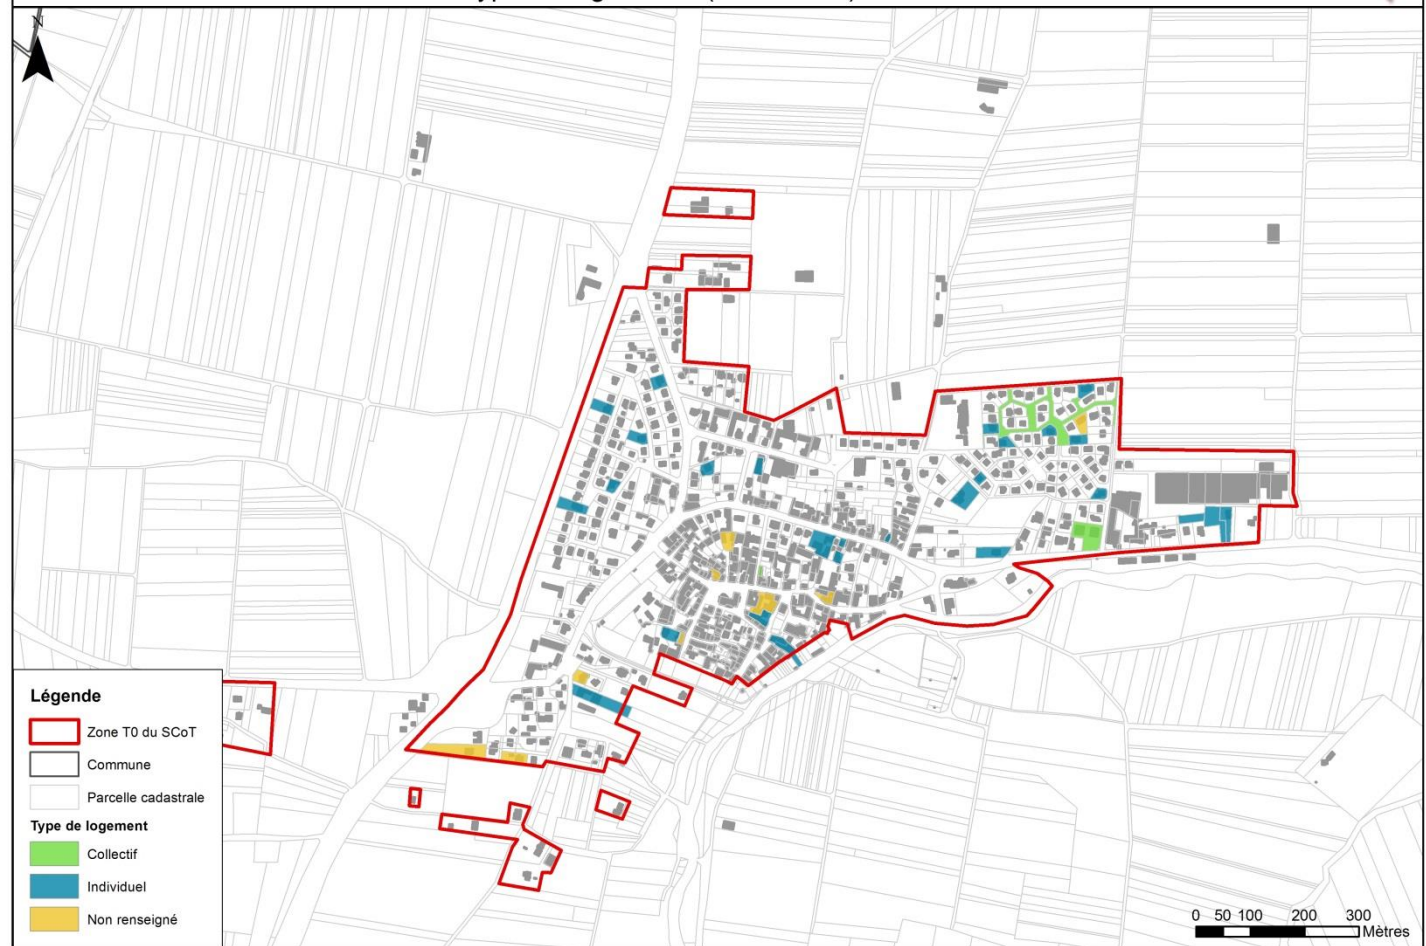 N
Légende
Zone T0 du SCoT
Commune
Parcelle cadastrale
Type de logement
Collectif
Individuel
Non renseigné
0 50 100 200 300
Mètres